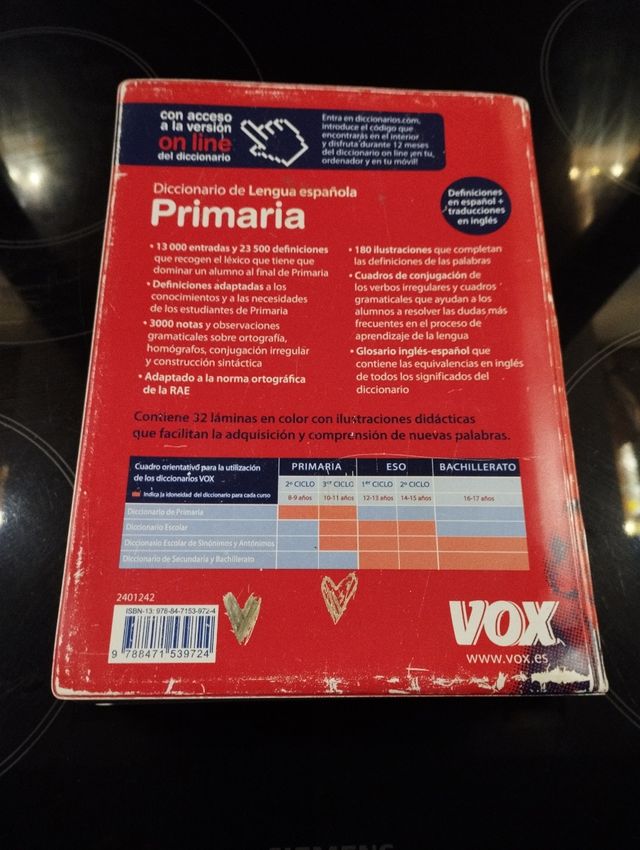 con acceso
a la versión
on line
del diccionario
Entra en diccionarios.com,
introduce el código que
encontrarás en el interior
y disfruta durante 12 meses
del diccionario on line ¡en tu
ordenador y en tu móvil!
Diccionario de Lengua española
Primaria
Definiciones
en español +
traducciones
en inglés
• 13 000 entradas y 23 500 definiciones
que recogen el léxico que tiene que
dominar un alumno al final de Primaria
• Definiciones adaptadas a los
conocimientos y a las necesidades
de los estudiantes de Primaria
• 3000 notas y observaciones
gramaticales sobre ortografía,
homógrafos, conjugación irregular
y construcción sintáctica
• Adaptado a la norma ortográfica
de la RAE
• 180 ilustraciones que completan
las definiciones de las palabras
• Cuadros de conjugación de
los verbos irregulares y cuadros
gramaticales que ayudan a los
alumnos a resolver las dudas más
frecuentes en el proceso de
aprendizaje de la lengua
• Glosario inglés-español que
contiene las equivalencias en inglés
de todos los significados del
diccionario
Contiene 32 láminas en color con ilustraciones didácticas
que facilitan la adquisición y comprensión de nuevas palabras.
Cuadro orientativo para la utilización
de los diccionarios VOX
Indica la idoneidad del diccionario para cada curso
PRIMARIA ESO BACHILLERATO
2º CICLO 3er CICLO 1er CICLO 2º CICLO
8-9 años 10-11 años 12-13 años 14-15 años 16-17 años
Diccionario de Primaria
Diccionario Escolar
Diccionario Escolar de Sinónimos y Antónimos
Diccionario de Secundaria y Bachillerato
2401242
ISBN-13: 978-84-7153-972-4
9 788471 539724
VOX
www.vox.es
SIEMENS